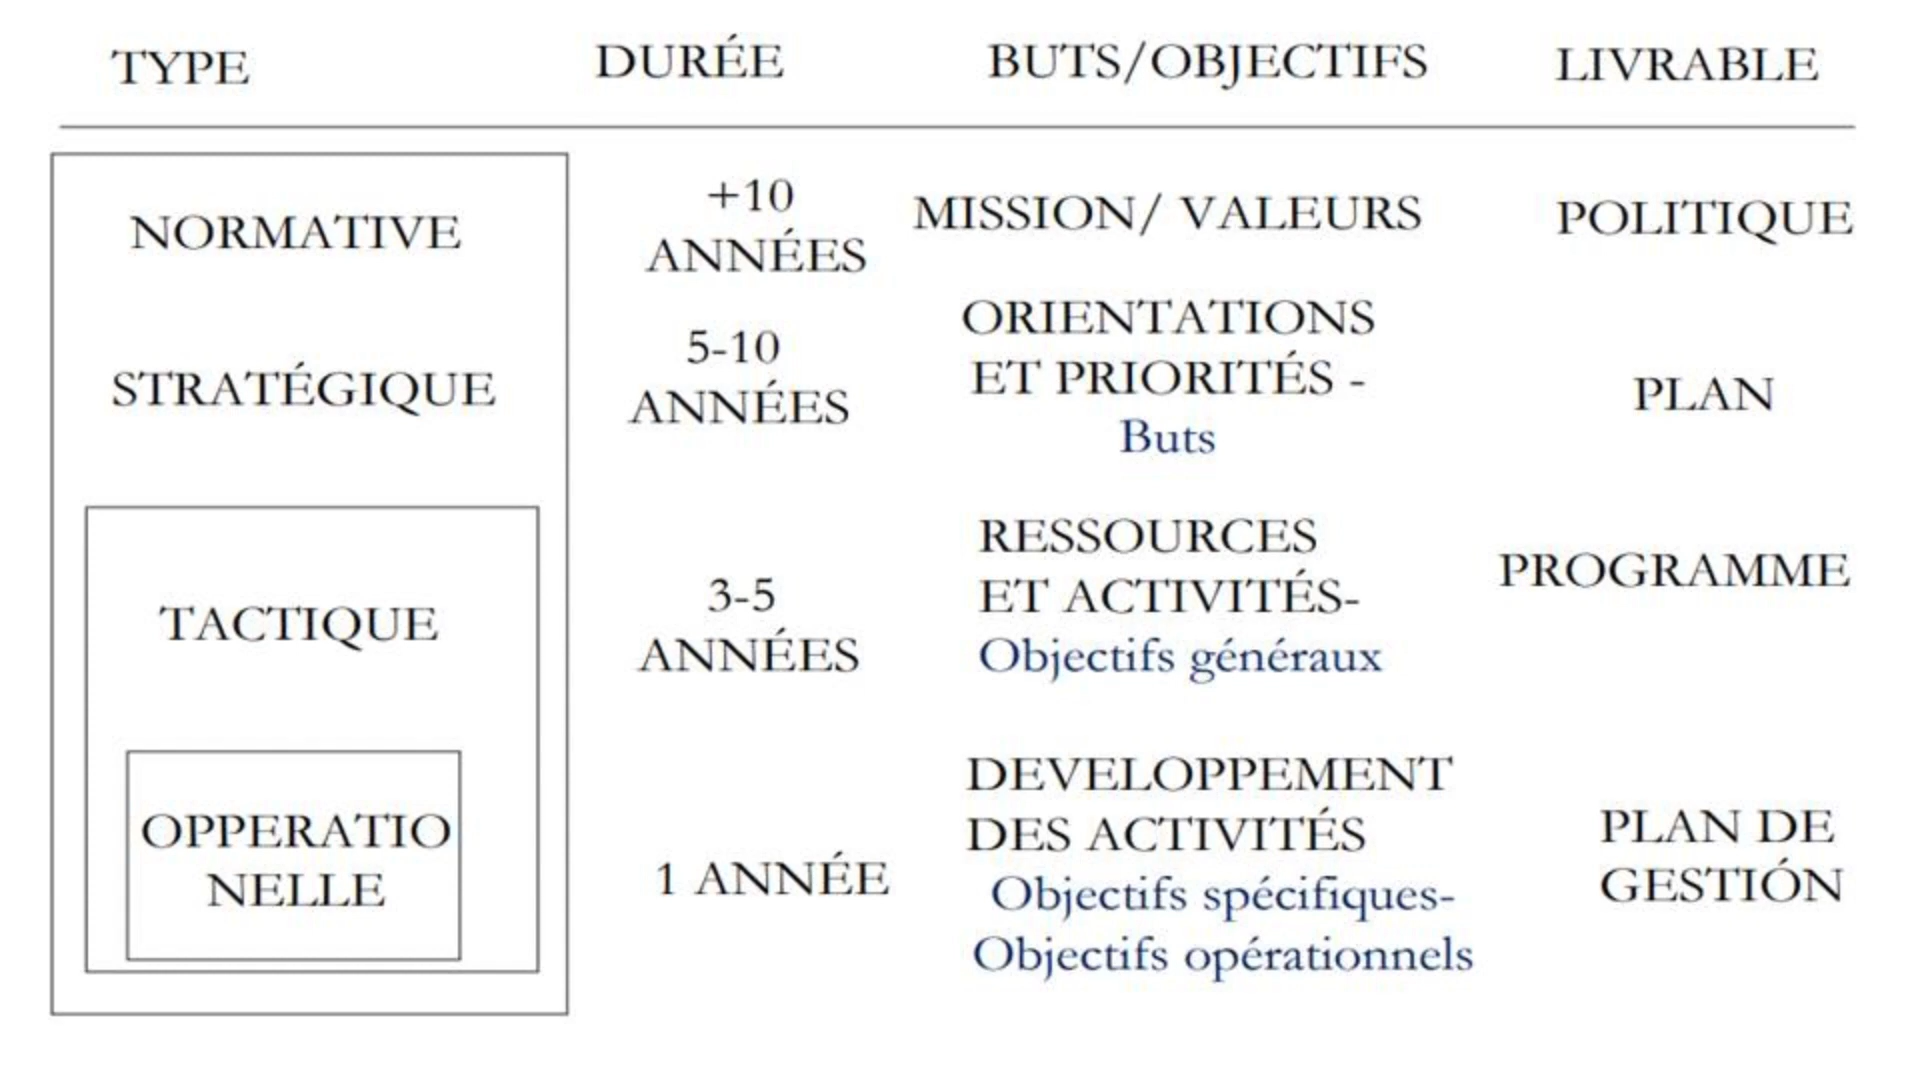 TYPE DURÉE BUTS/OBJECTIFS LIVRABLE
NORMATIVE
+10
ANNÉES
MISSION/ VALEURS
POLITIQUE
STRATÉGIQUE
5-10
ANNÉES
ORIENTATIONS
ET PRIORITÉS -
Buts
PLAN
TACTIQUE
3-5
ANNÉES
RESSOURCES
ET ACTIVITÉS-
Objectifs généraux
PROGRAMME
OPPERATIO
NELLE
1 ANNÉE
DEVELOPPEMENT
DES ACTIVITÉS
Objectifs spécifiques-
Objectifs opérationnels
PLAN DE
GESTIÓN